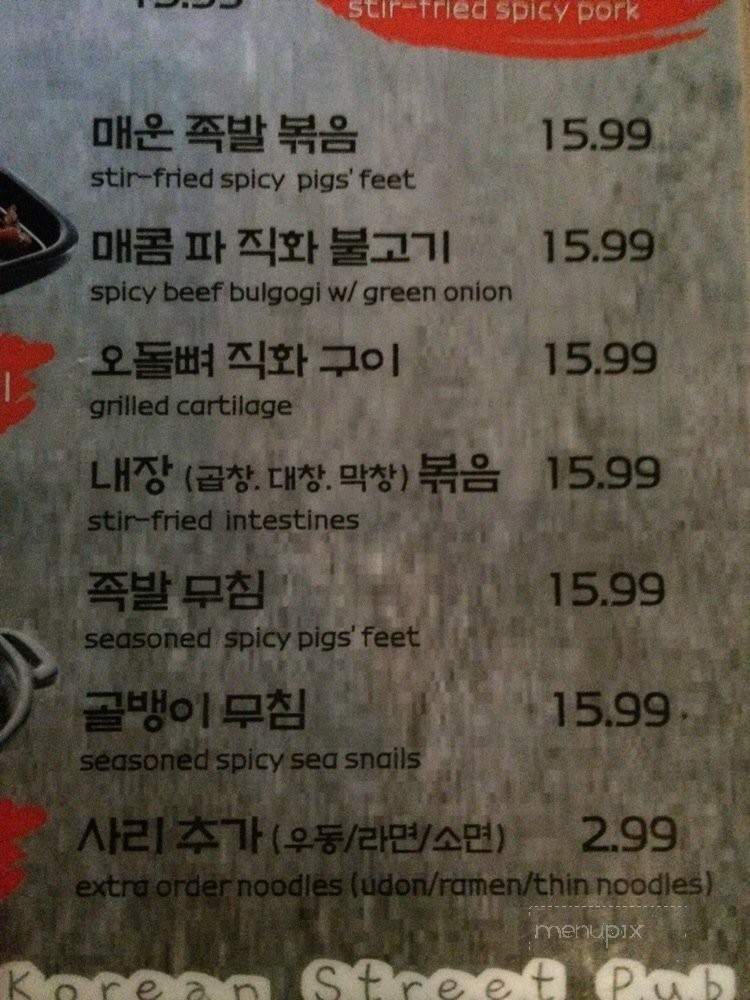 stir-fried spicy pork
매운 족발 볶음 15.99
stir-fried spicy pigs' feet
매콤 파 직화 불고기 15.99
spicy beef bulgogi w/ green onion
오돌뼈 직화 구이 15.99
grilled cartilage
내장 (곱창. 대창. 막창) 볶음 15.99
stir-fried intestines
족발 무침 15.99
seasoned spicy pigs' feet
골뱅이 무침 15.99
seasoned spicy sea snails
사리 추가 (우동/라면/소면) 2.99
extra order noodles (udon/ramen/thin noodles)
menupix
Korean Street Pub